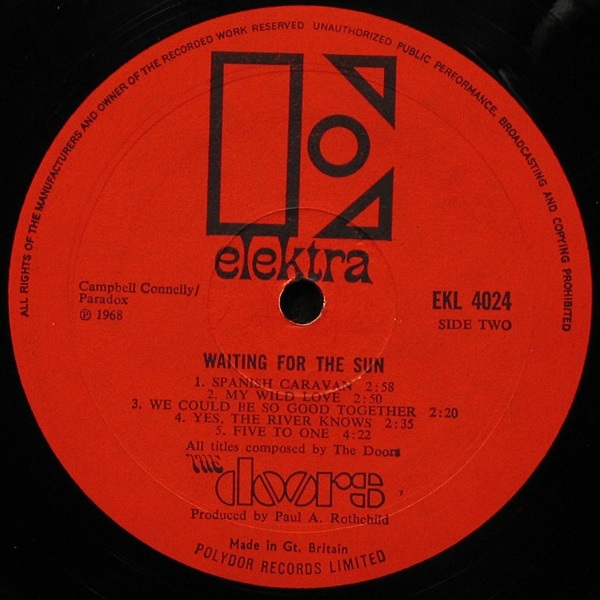 ALL RIGHTS OF THE MANUFACTURERS AND OWNER OF THE RECORDED WORK RESERVED UNAUTHORIZED PUBLIC PERFORMANCE, BROADCASTING AND COPYING PROHIBITED
elektra
Campbell Connelly/
Paradox
℗ 1968
EKL 4024
SIDE TWO
WAITING FOR THE SUN
1. SPANISH CARAVAN 2:58
2. MY WILD LOVE 2:50
3. WE COULD BE SO GOOD TOGETHER 2:20
4. YES, THE RIVER KNOWS 2:35
5. FIVE TO ONE 4:22
All titles composed by The Doors
THE
doors
Produced by Paul A. Rothchild
Made in Gt. Britain
POLYDOR RECORDS LIMITED